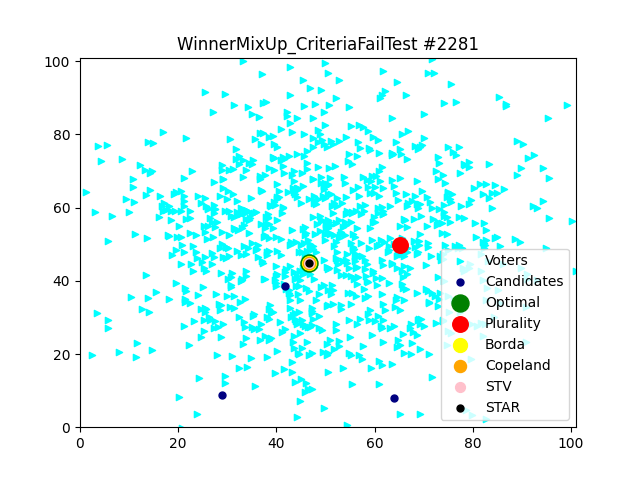 WinnerMixUp_CriteriaFailTest #2281
100
80
60
40
20
0
0
20
40
60
80
100
Voters
Candidates
Optimal
Plurality
Borda
Copeland
STV
STAR